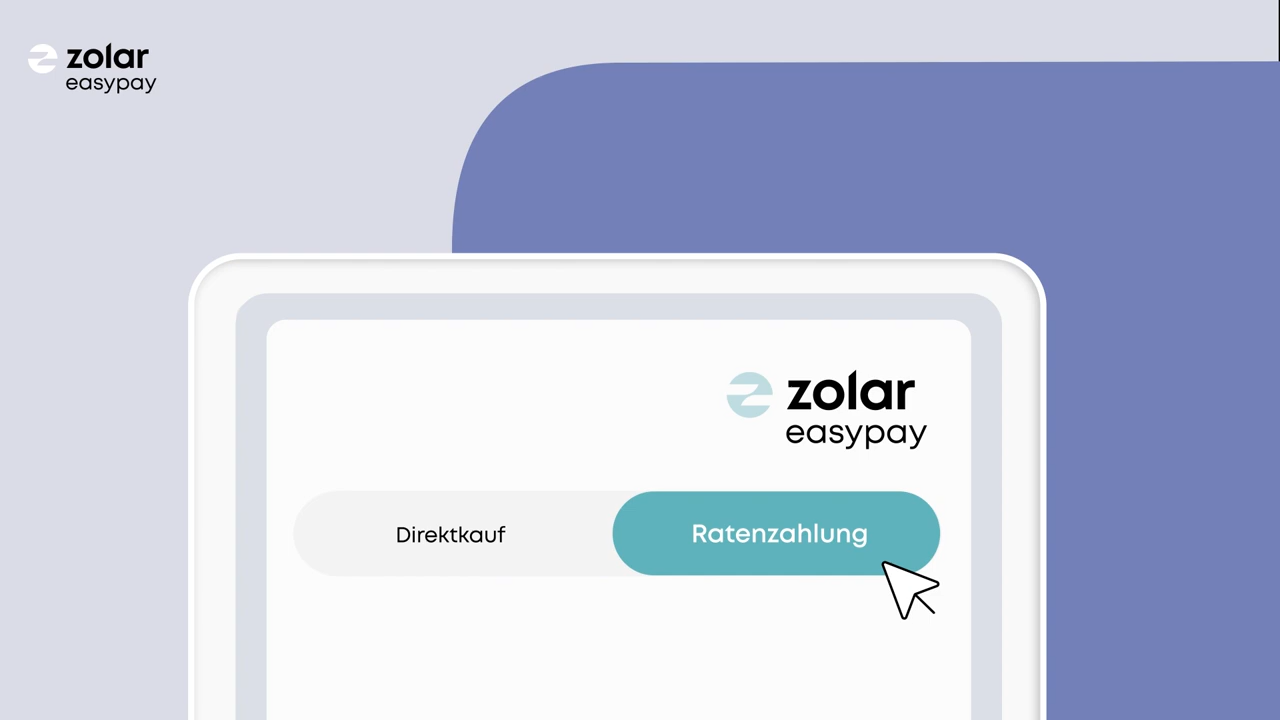 zolar
easypay
zolar
easypay
Direktkauf
Ratenzahlung